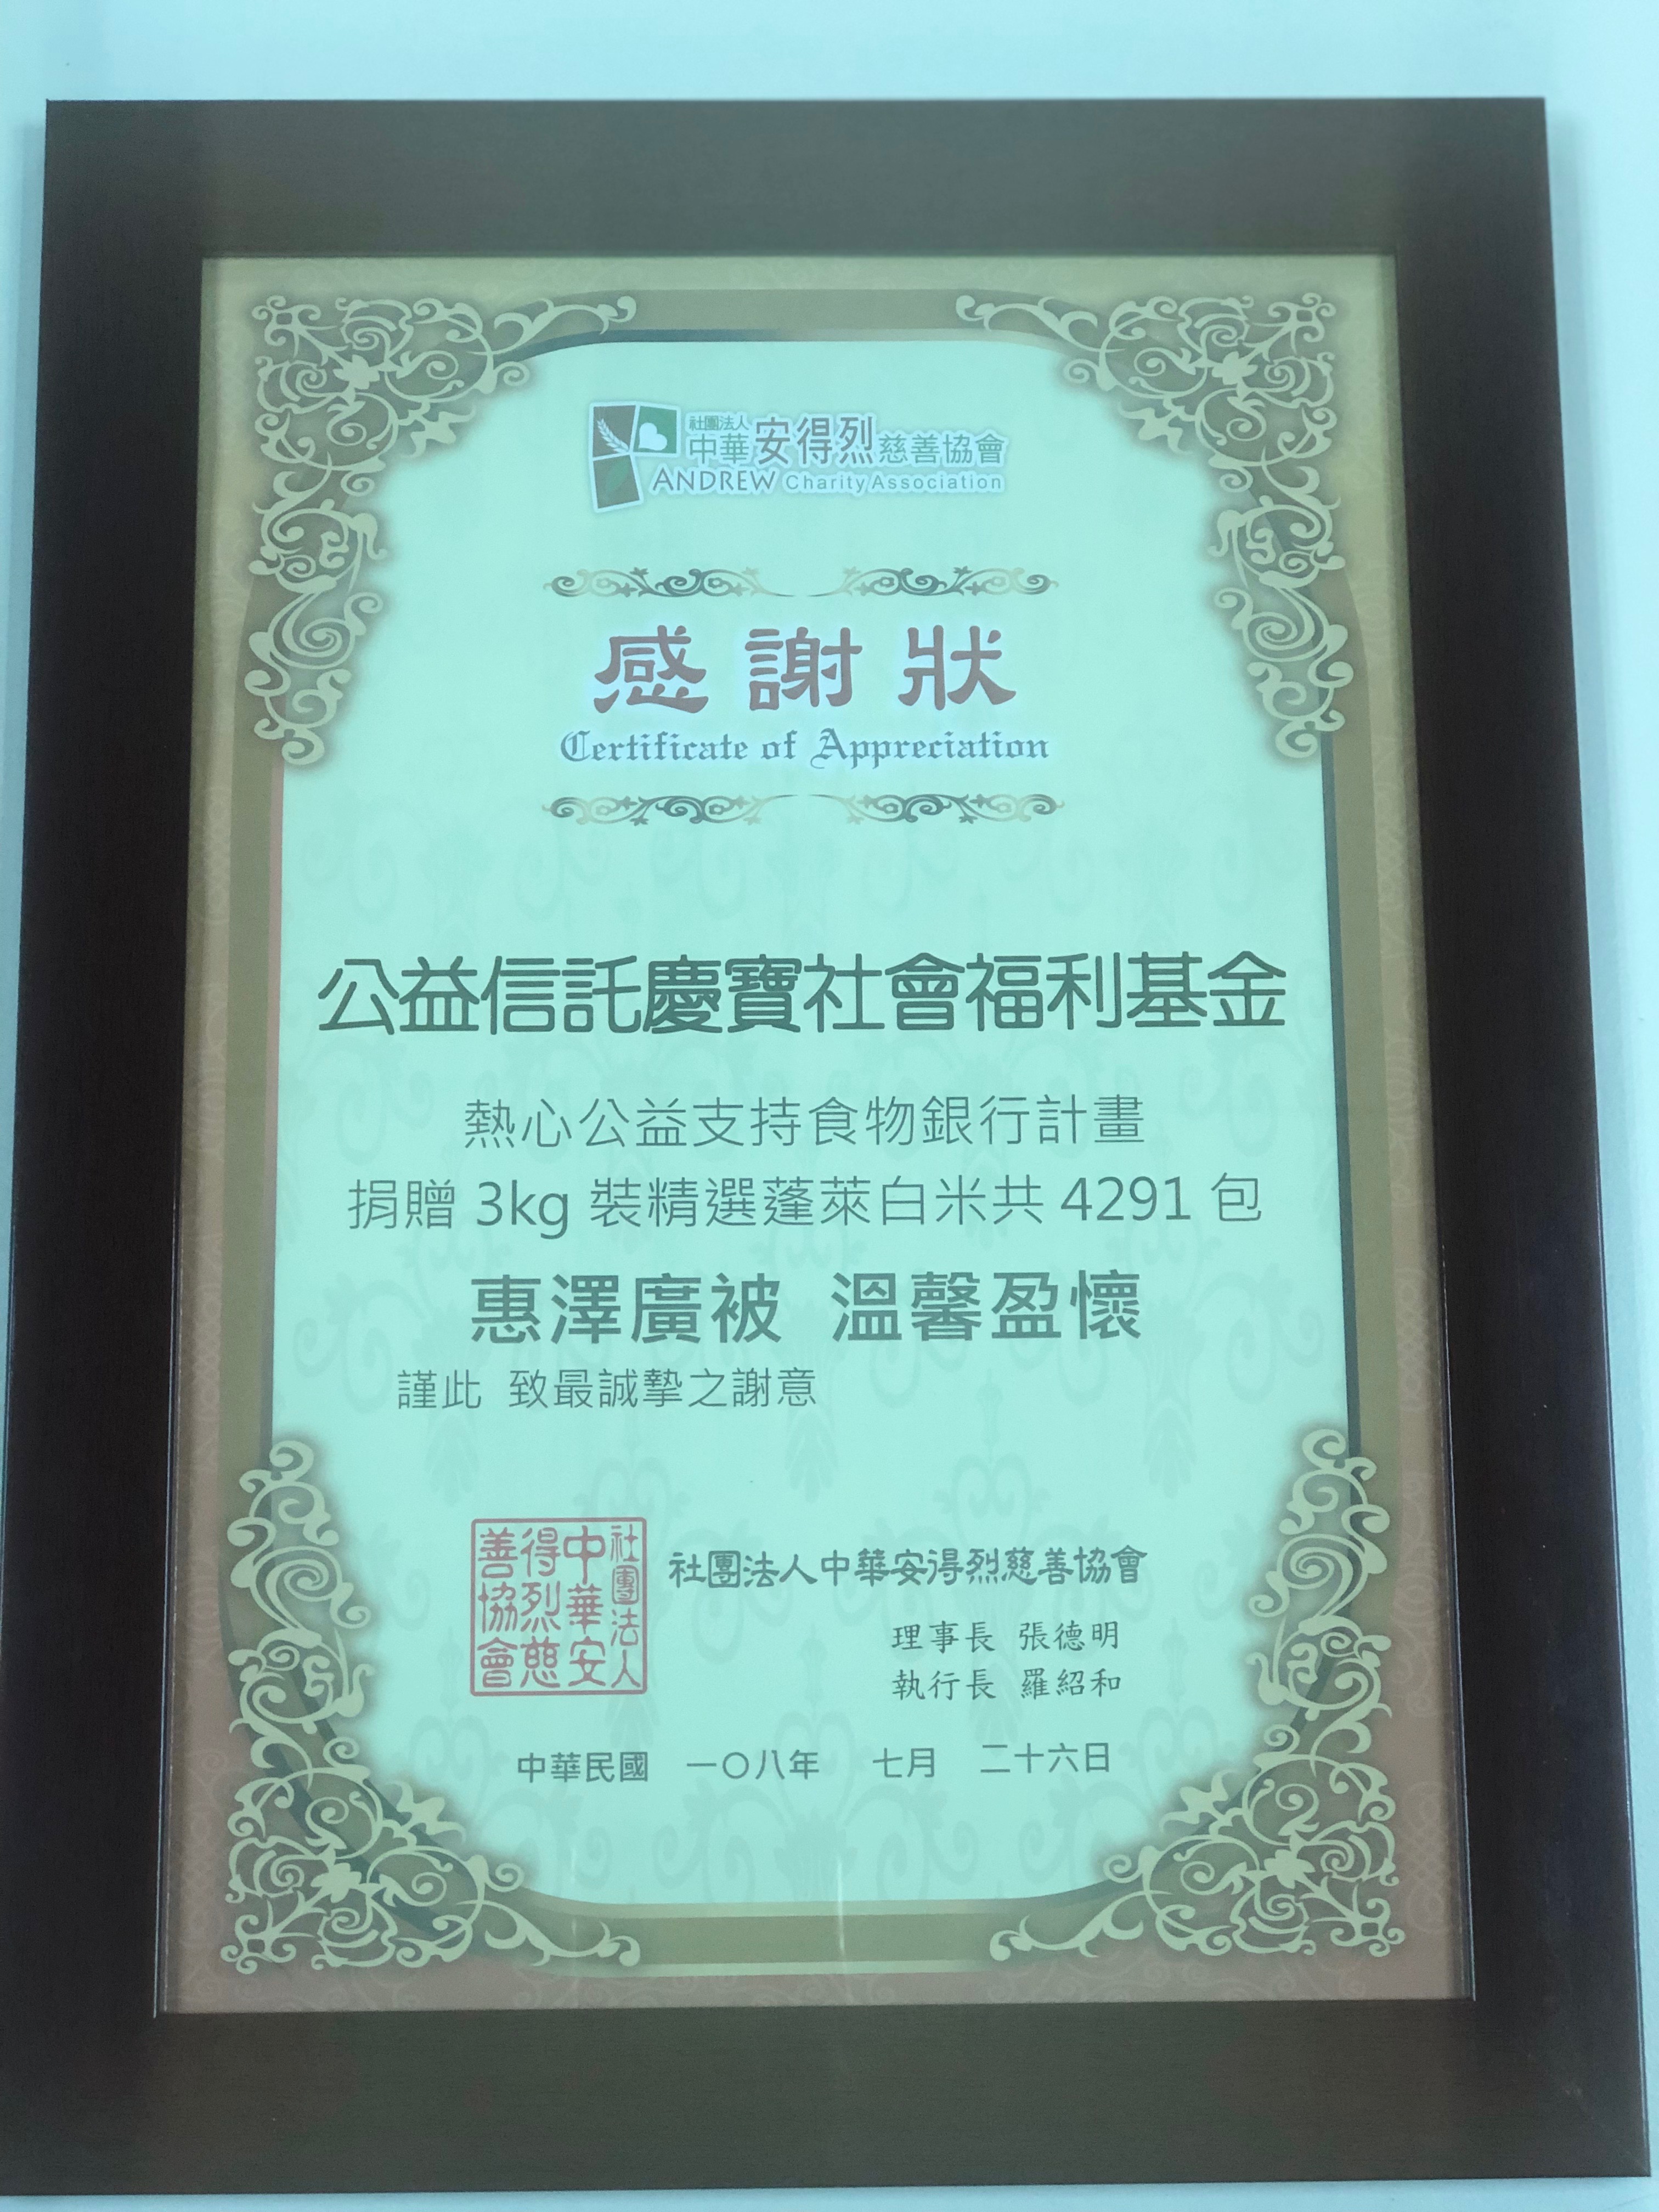 社團法人
中華安得烈慈善協會
ANDREW Charity Association
感謝狀
Certificate of Appreciation
公益信託慶寶社會福利基金
熱心公益支持食物銀行計畫
捐贈 3kg 裝精選蓬萊白米共 4291 包
惠澤廣被 溫馨盈懷
謹此 致最誠摯之謝意
社團法人中華安得烈慈善協會
社團法人中華安得烈慈善協會
理事長 張德明
執行長 羅紹和
中華民國 一〇八年 七月 二十六日